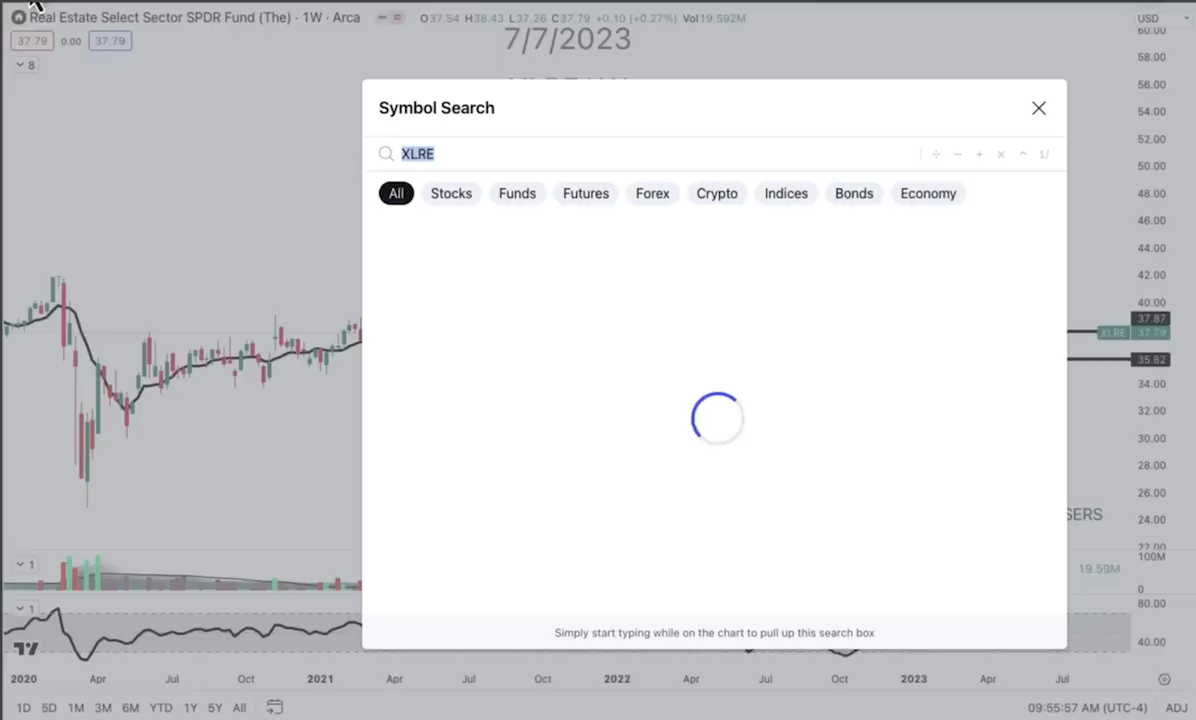 Real Estate Select Sector SPDR Fund (The) · 1W · Arca O37.54 H38.43 L37.26 C37.79 +0.10 (+0.27%) Vol19.592M USD
37.79 0.00 37.79
7/7/2023
8
60.00
58.00
56.00
54.00
52.00
50.00
48.00
46.00
44.00
42.00
40.00
37.87
XLRE 37.79
35.82
34.00
32.00
30.00
28.00
26.00
24.00
22.00
Symbol Search
XLRE
÷ − + × ^ 1/
All Stocks Funds Futures Forex Crypto Indices Bonds Economy
Simply start typing while on the chart to pull up this search box
SERS
1
100M
19.59M
0
1
80.00
40.00
2020 Apr Jul Oct 2021 Apr Jul Oct 2022 Apr Jul Oct 2023 Apr Jul
1D 5D 1M 3M 6M YTD 1Y 5Y All 09:55:57 AM (UTC-4) ADJ